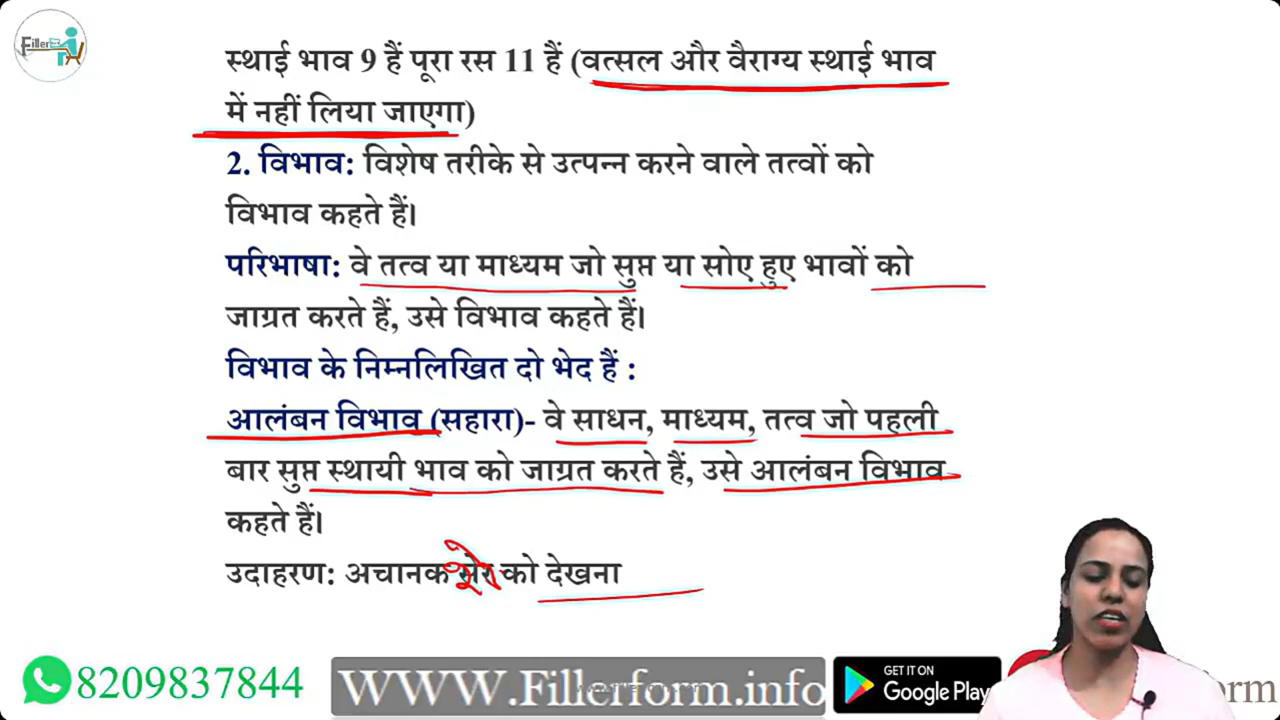 Filler
स्थाई भाव 9 हैं पूरा रस 11 हैं (वत्सल और वैराग्य स्थाई भाव
में नहीं लिया जाएगा)
2. विभाव: विशेष तरीके से उत्पन्न करने वाले तत्वों को
विभाव कहते हैं।
परिभाषा: वे तत्व या माध्यम जो सुप्त या सोए हुए भावों को
जाग्रत करते हैं, उसे विभाव कहते हैं।
विभाव के निम्नलिखित दो भेद हैं :
आलंबन विभाव (सहारा)- वे साधन, माध्यम, तत्व जो पहली
बार सुप्त स्थायी भाव को जाग्रत करते हैं, उसे आलंबन विभाव
कहते हैं।
उदाहरण: अचानक को देखना
8209837844
WWW.Fillerform.info
GET IT ON
Google Play
orm